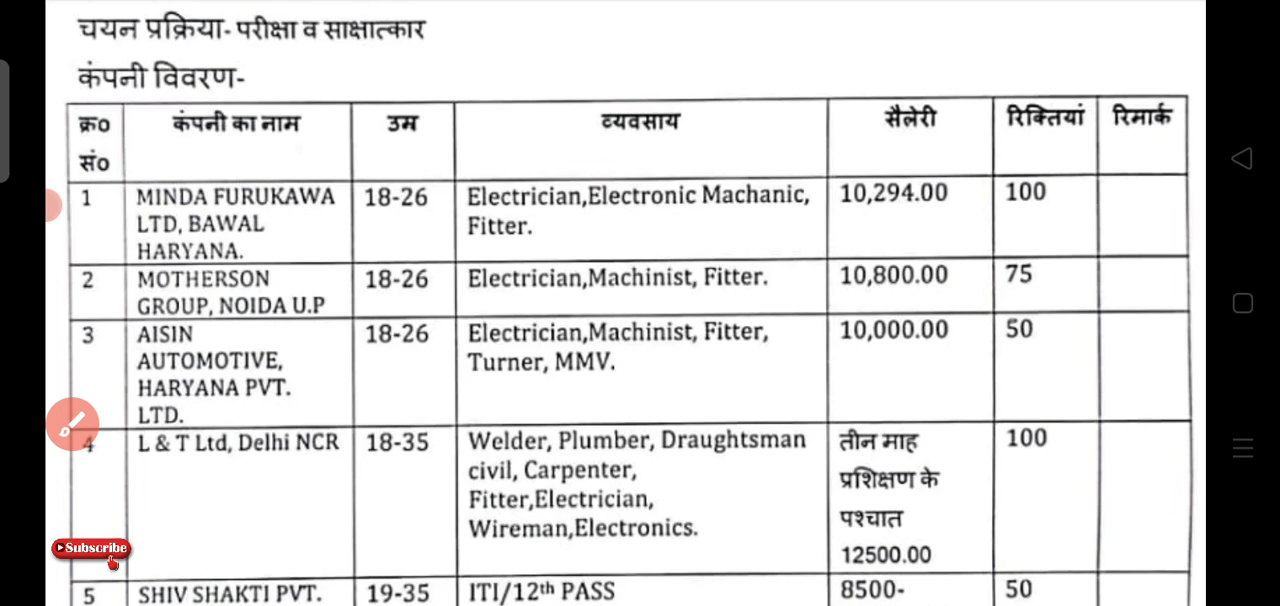 चयन प्रक्रिया- परीक्षा व साक्षात्कार
कंपनी विवरण-
क्र० सं० कंपनी का नाम उम्र व्यवसाय सैलेरी रिक्तियां रिमार्क
1 MINDA FURUKAWA 18-26 Electrician,Electronic Machanic, 10,294.00 100
LTD, BAWAL Fitter.
HARYANA.
2 MOTHERSON 18-26 Electrician,Machinist, Fitter. 10,800.00 75
GROUP, NOIDA U.P
3 AISIN 18-26 Electrician,Machinist, Fitter, 10,000.00 50
AUTOMOTIVE, Turner, MMV.
HARYANA PVT.
LTD.
4 L & T Ltd, Delhi NCR 18-35 Welder, Plumber, Draughtsman तीन माह 100
civil, Carpenter, प्रशिक्षण के
Fitter,Electrician, पश्चात
Wireman,Electronics. 12500.00
Subscribe
5 SHIV SHAKTI PVT. 19-35 ITI/12th PASS 8500- 50